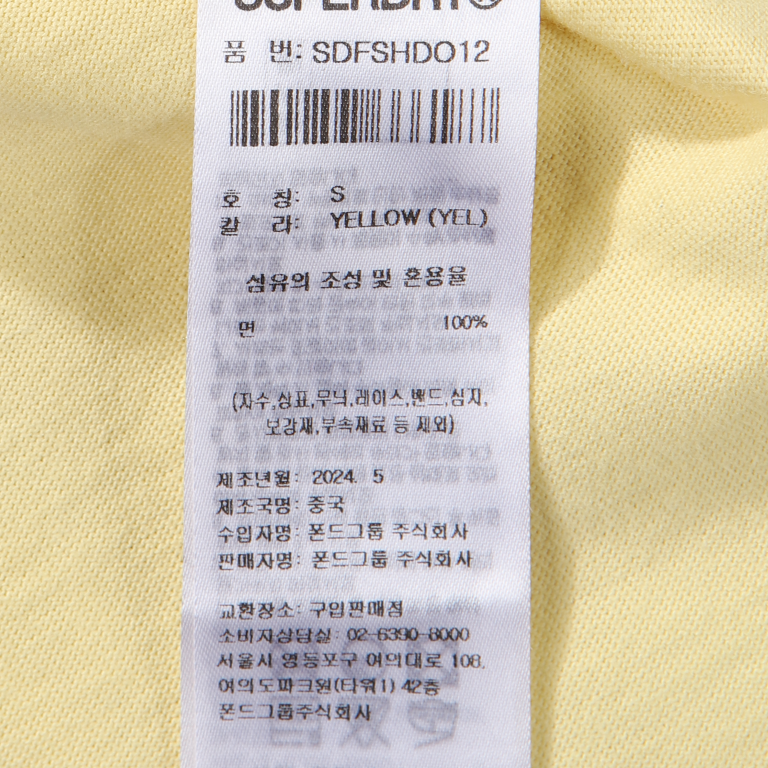 SUPERDRY®
품 번: SDFSHD012
호 칭: S
칼 라: YELLOW (YEL)
섬유의 조성 및 혼용율
면 100%
(자수,상표,무늬,레이스,밴드,심지,
보강재,부속재료 등 제외)
제조년월: 2024. 5
제조국명: 중국
수입자명: 폰드그룹 주식회사
판매자명: 폰드그룹 주식회사
교환장소: 구입판매점
소비자상담실: 02-6390-8000
서울시 영등포구 여의대로 108.
여의도파크원(타워1) 42층
폰드그룹주식회사